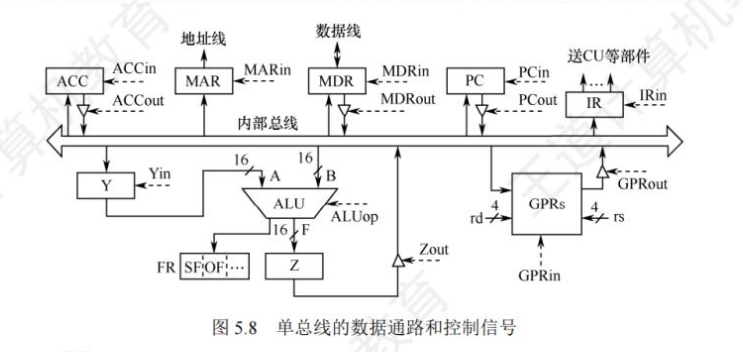 地址线 数据线 送CU等部件
ACC ACCin MAR MARin MDR MDRin PC PCin IR IRin
ACCout MDRout PCout
内部总线
16 16
Y Yin A B GPRout
ALU ALUop GPRs
4 rd 4 rs
16 F
FR SF OF … Z Zout GPRin
图 5.8 单总线的数据通路和控制信号